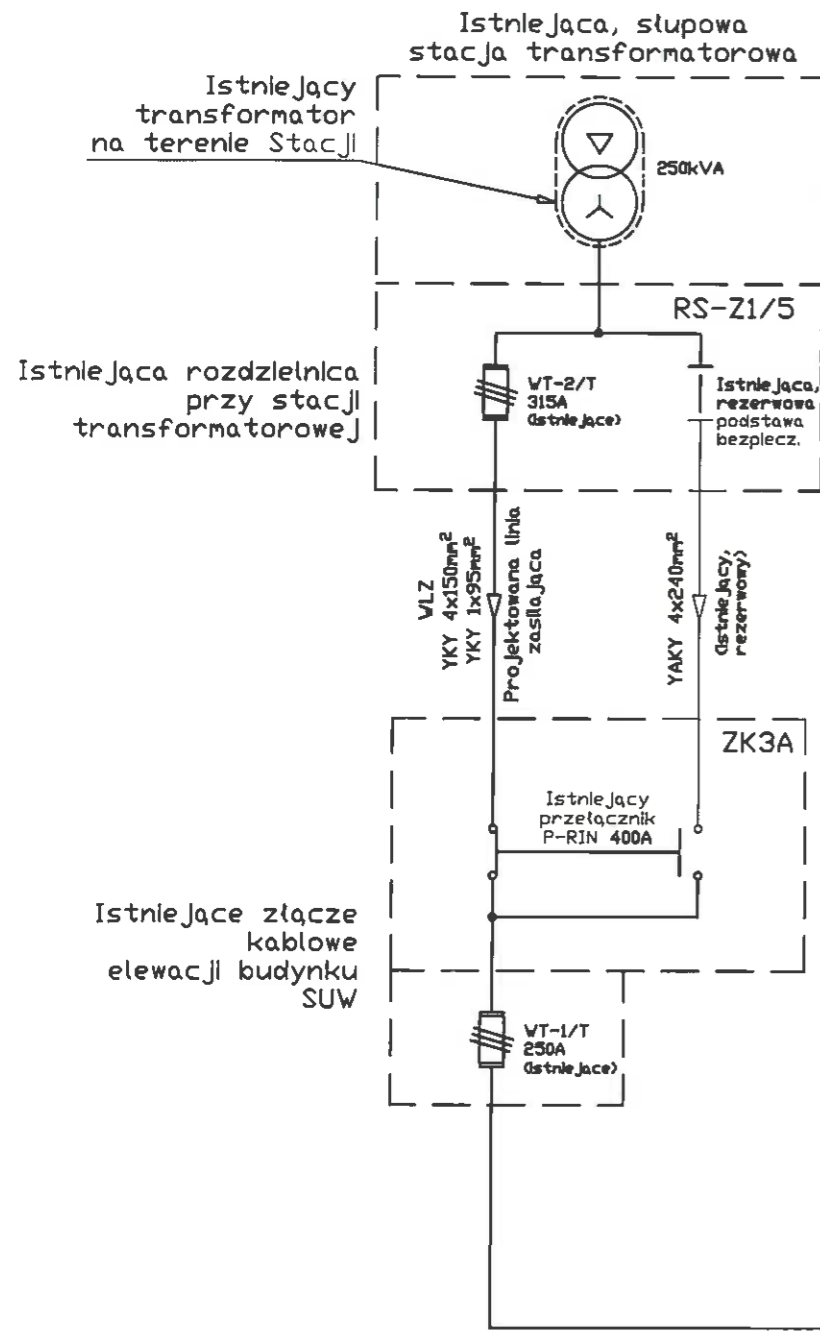 Istniejąca, słupowa
stacja transformatorowa
Istniejący
transformator
na terenie Stacji
250kVA
RS-Z1/5
Istniejąca rozdzielnica
przy stacji
transformatorowej
WT-2/T
315A
(istniejące)
Istniejąca,
rezerwowa
podstawa
bezpiecz.
WLZ
YKY 4x150mm²
YKY 1x95mm²
Projektowana linia
zasilająca
YAKY 4x240mm²
(istniejący,
rezerwowy)
ZK3A
Istniejący
przełącznik
P-RIN 400A
Istniejące złącze
kablowe
elewacji budynku
SUW
WT-1/T
250A
(istniejące)